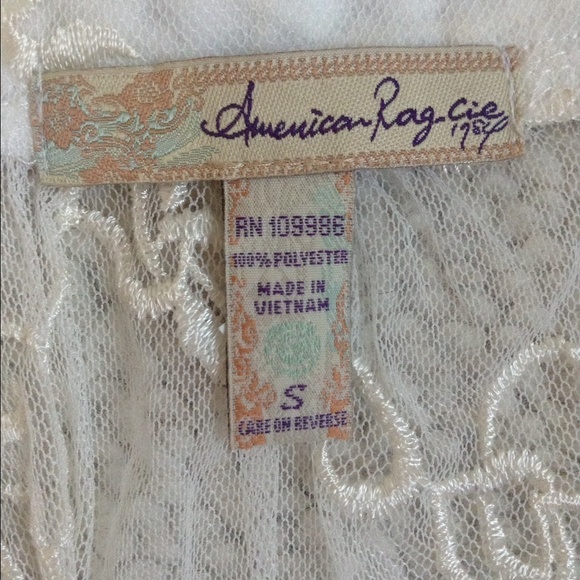 American Rag Cie
1984
RN 109986
100% POLYESTER
MADE IN
VIETNAM
S
CARE ON REVERSE